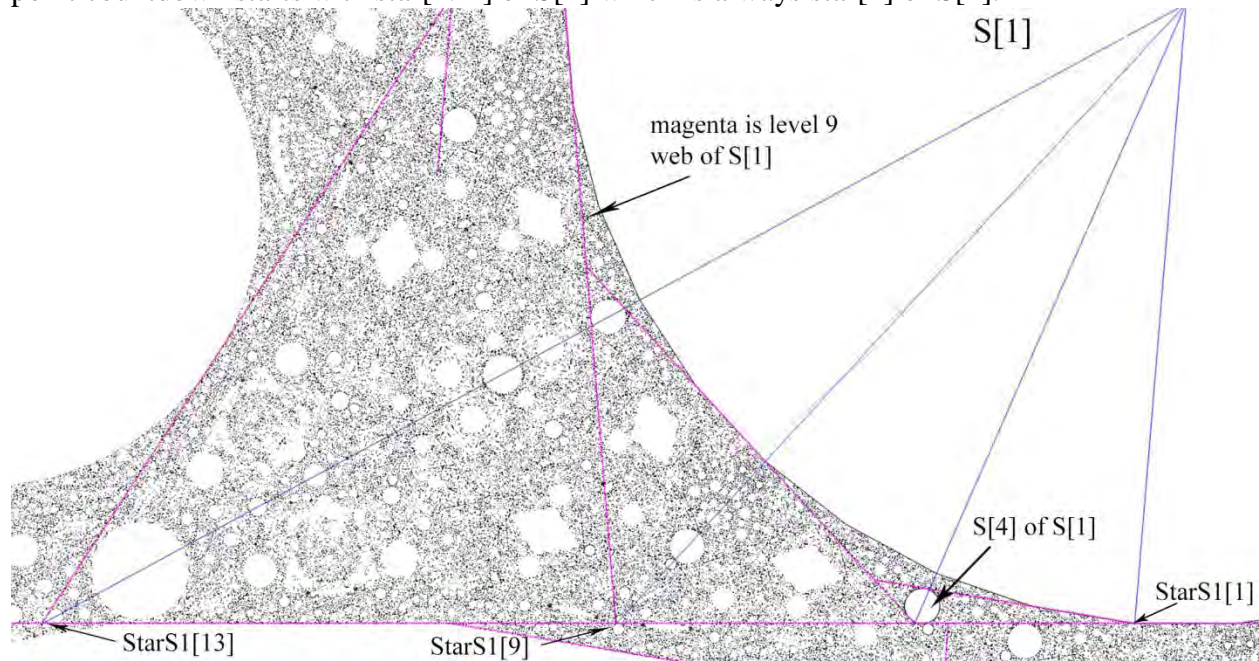 S[1]
magenta is level 9
web of S[1]
S[4] of S[1]
StarS1[1]
StarS1[13]
StarS1[9]